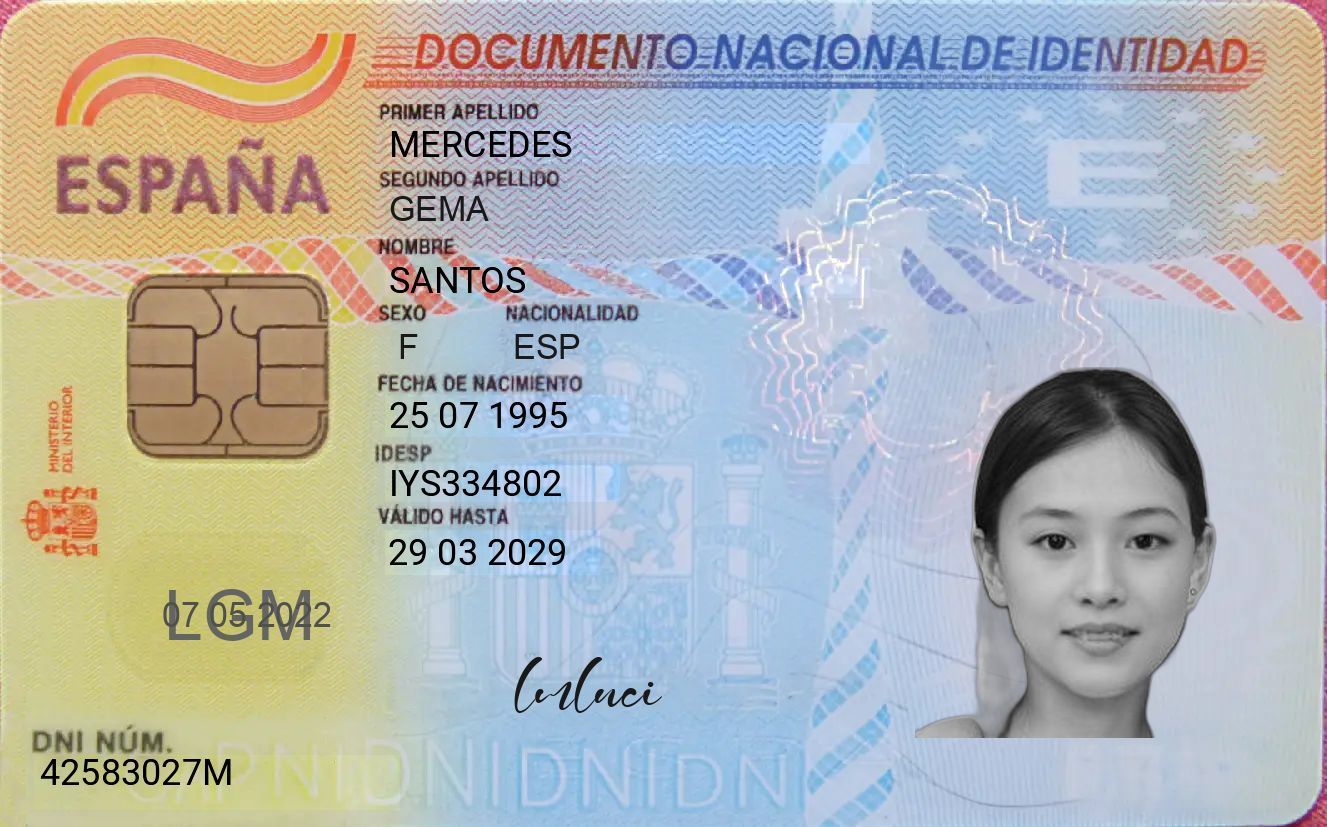 DOCUMENTO NACIONAL DE IDENTIDAD
ESPAÑA
PRIMER APELLIDO
MERCEDES
SEGUNDO APELLIDO
GEMA
NOMBRE
SANTOS
SEXO NACIONALIDAD
F ESP
FECHA DE NACIMIENTO
25 07 1995
IDESP
IYS334802
VÁLIDO HASTA
29 03 2029
MINISTERIO
DEL INTERIOR
E
LGM
07 05 2022
DNI NÚM.
42583027M
DNIDNIDNIDN